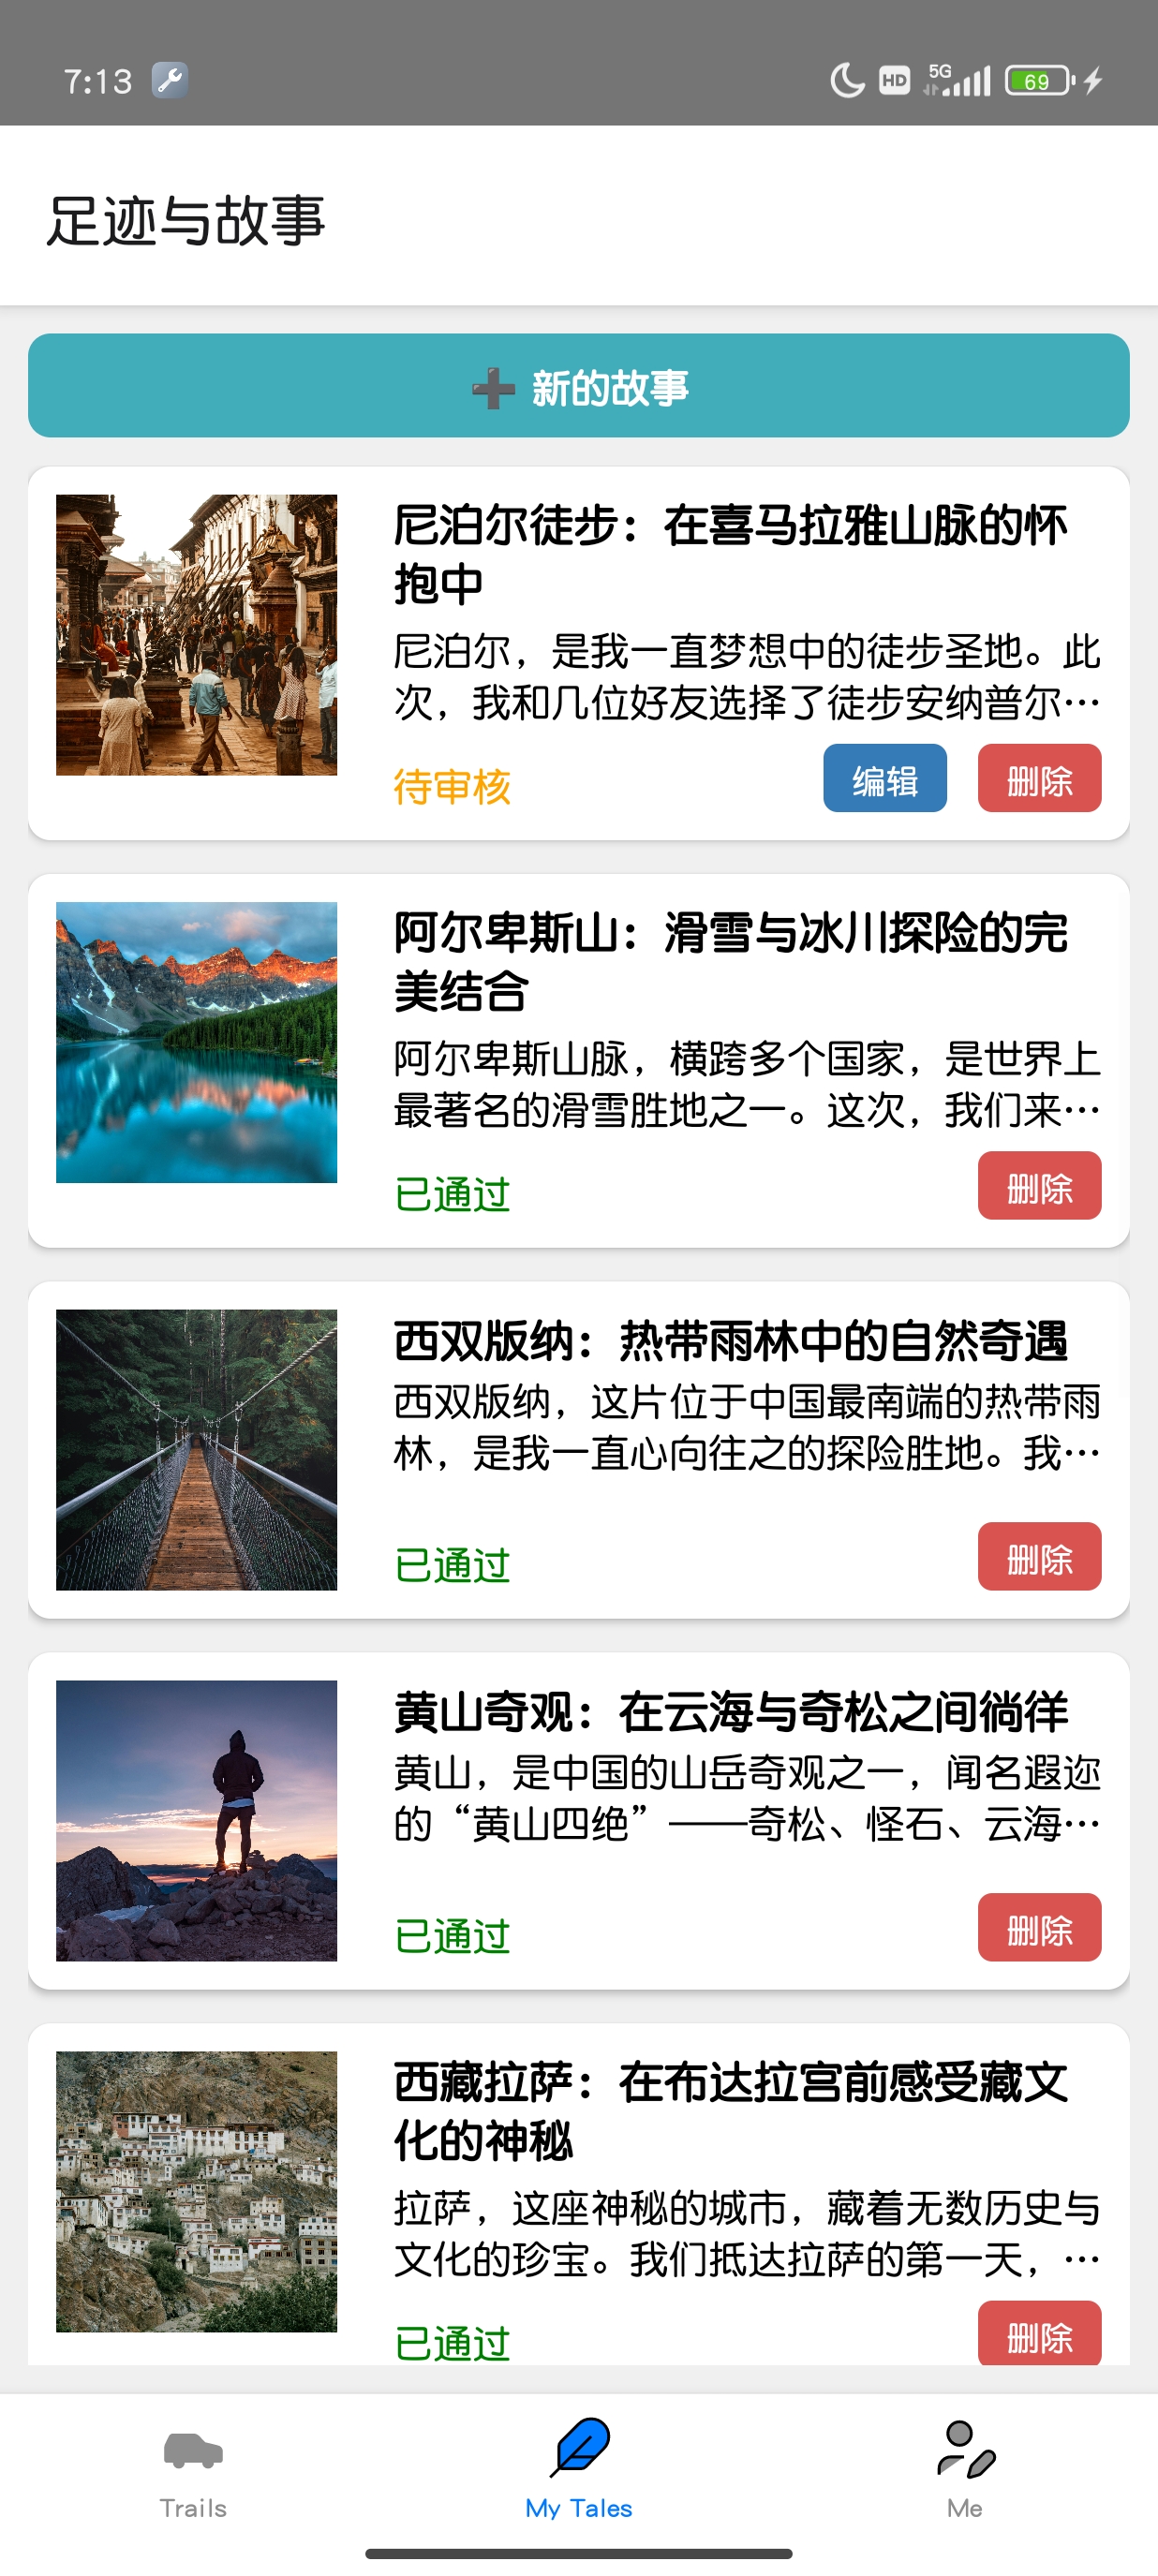 7:13
HD
5G
69
足迹与故事
➕ 新的故事
尼泊尔徒步：在喜马拉雅山脉的怀
抱中
尼泊尔，是我一直梦想中的徒步圣地。此
次，我和几位好友选择了徒步安纳普尔…
待审核
编辑
删除
阿尔卑斯山：滑雪与冰川探险的完
美结合
阿尔卑斯山脉，横跨多个国家，是世界上
最著名的滑雪胜地之一。这次，我们来…
已通过
删除
西双版纳：热带雨林中的自然奇遇
西双版纳，这片位于中国最南端的热带雨
林，是我一直心向往之的探险胜地。我…
已通过
删除
黄山奇观：在云海与奇松之间徜徉
黄山，是中国的山岳奇观之一，闻名遐迩
的“黄山四绝”——奇松、怪石、云海…
已通过
删除
西藏拉萨：在布达拉宫前感受藏文
化的神秘
拉萨，这座神秘的城市，藏着无数历史与
文化的珍宝。我们抵达拉萨的第一天，…
已通过
删除
Trails
My Tales
Me